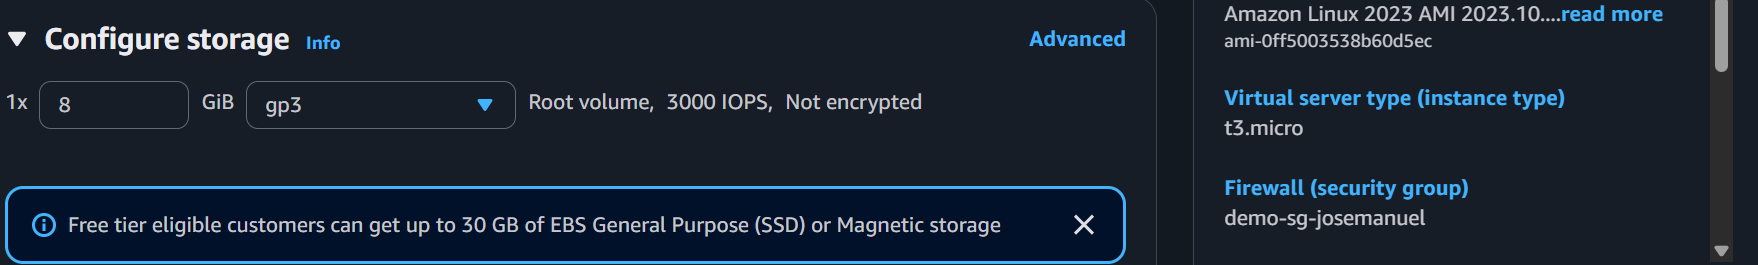 Configure storage Info Advanced
1x 8 GiB gp3 Root volume, 3000 IOPS, Not encrypted
Free tier eligible customers can get up to 30 GB of EBS General Purpose (SSD) or Magnetic storage
Amazon Linux 2023 AMI 2023.10....read more
ami-0ff5003538b60d5ec
Virtual server type (instance type)
t3.micro
Firewall (security group)
demo-sg-josemanuel